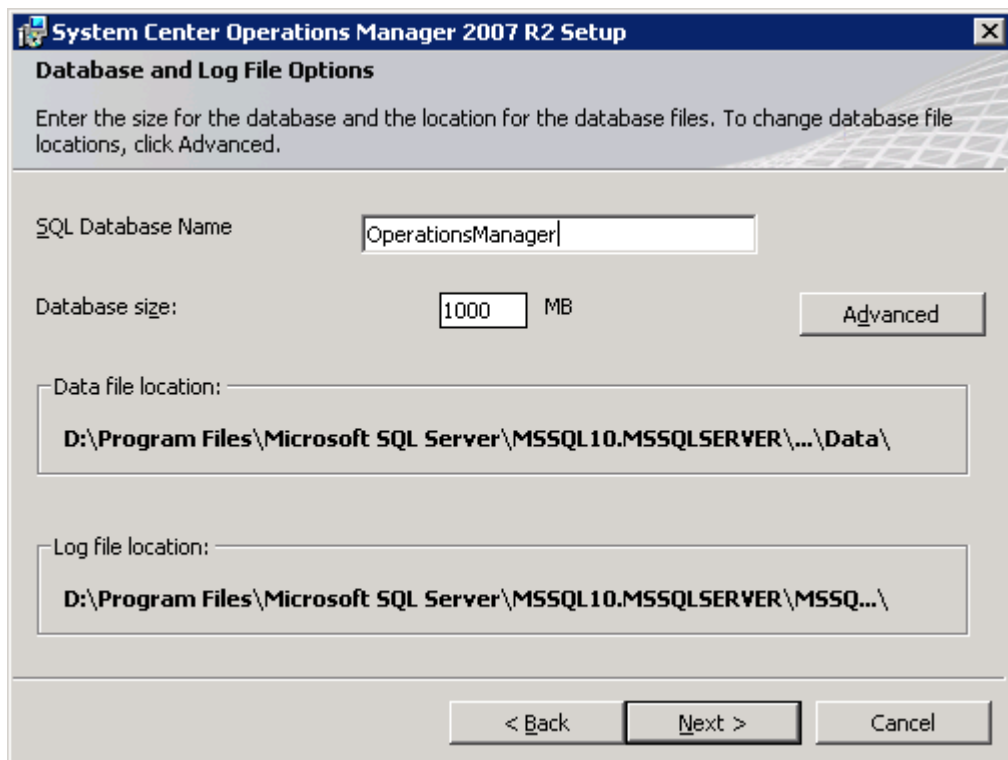 System Center Operations Manager 2007 R2 Setup
Database and Log File Options
Enter the size for the database and the location for the database files. To change database file
locations, click Advanced.
SQL Database Name
OperationsManager
Database size:
1000 MB
Advanced
Data file location:
D:\Program Files\Microsoft SQL Server\MSSQL10.MSSQLSERVER\...\Data\
Log file location:
D:\Program Files\Microsoft SQL Server\MSSQL10.MSSQLSERVER\MSSQ...\
< Back
Next >
Cancel